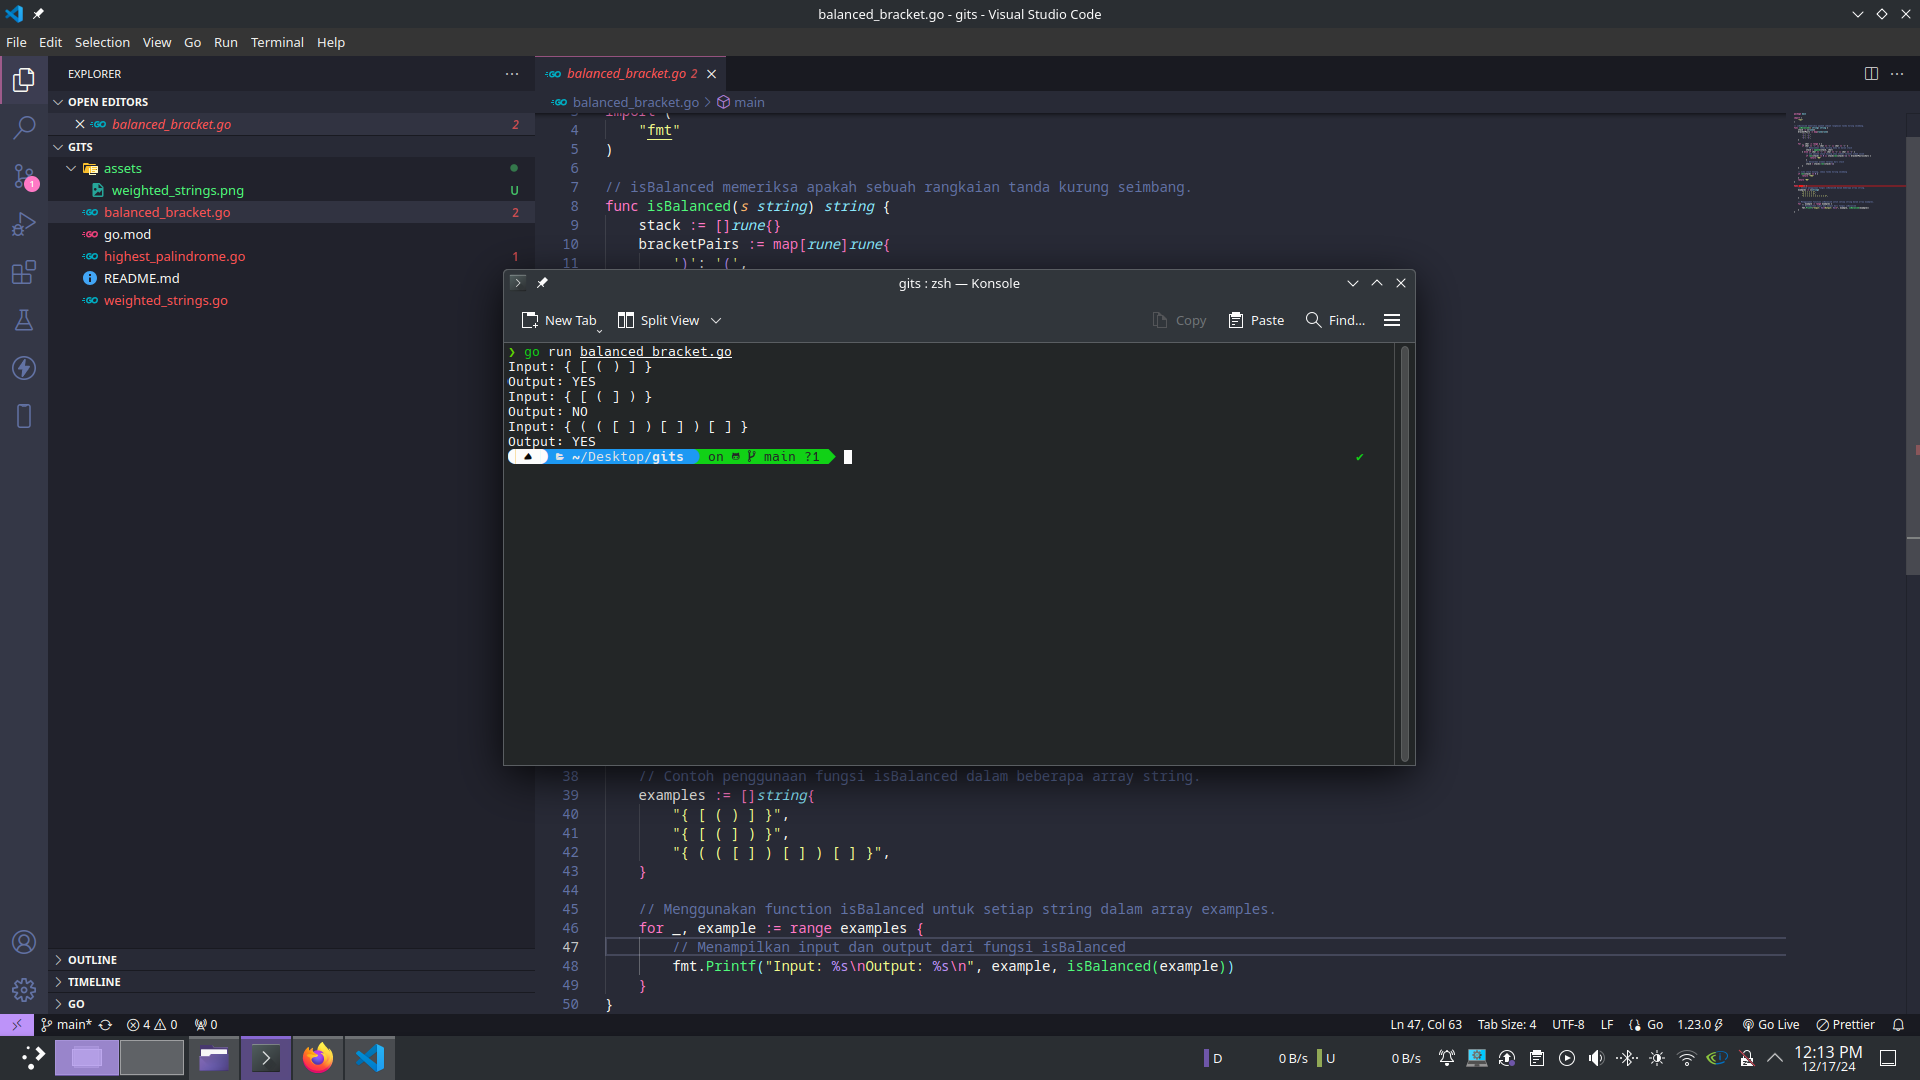 balanced_bracket.go - gits - Visual Studio Code
File Edit Selection View Go Run Terminal Help
EXPLORER
OPEN EDITORS
balanced_bracket.go 2
GITS
assets
weighted_strings.png U
balanced_bracket.go 2
go.mod
highest_palindrome.go 1
README.md
weighted_strings.go
OUTLINE
TIMELINE
GO
balanced_bracket.go 2
balanced_bracket.go > main
3 import (
4 "fmt"
5 )
6
7 // isBalanced memeriksa apakah sebuah rangkaian tanda kurung seimbang.
8 func isBalanced(s string) string {
9 stack := []rune{}
10 bracketPairs := map[rune]rune{
11 ')': '(',
gits : zsh — Konsole
New Tab Split View Copy Paste Find...
❯ go run balanced_bracket.go
Input: { [ ( ) ] }
Output: YES
Input: { [ ( ] ) }
Output: NO
Input: { ( ( [ ] ) [ ] ) [ ] }
Output: YES
~/Desktop/gits on main ?1 ✔
38 // Contoh penggunaan fungsi isBalanced dalam beberapa array string.
39 examples := []string{
40 "{ [ ( ) ] }",
41 "{ [ ( ] ) }",
42 "{ ( ( [ ] ) [ ] ) [ ] }",
43 }
44
45 // Menggunakan function isBalanced untuk setiap string dalam array examples.
46 for _, example := range examples {
47 // Menampilkan input dan output dari fungsi isBalanced
48 fmt.Printf("Input: %s\nOutput: %s\n", example, isBalanced(example))
49 }
50 }
main* 4 0 0 Ln 47, Col 63 Tab Size: 4 UTF-8 LF Go 1.23.0 Go Live Prettier
D 0 B/s U 0 B/s
12:13 PM
12/17/24